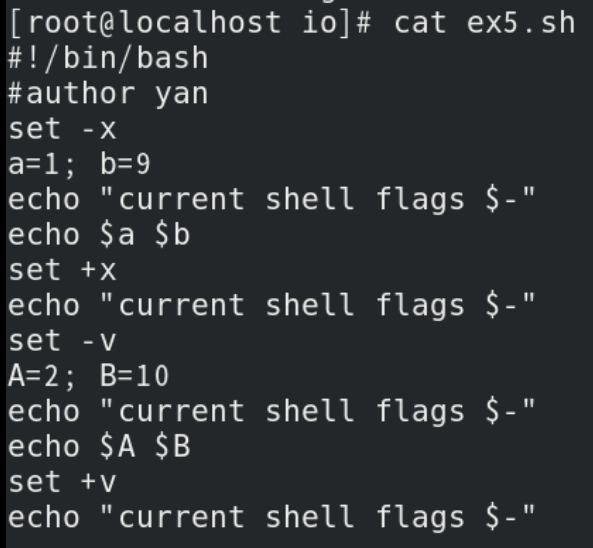 [root@localhost io]# cat ex5.sh
#!/bin/bash
#author yan
set -x
a=1; b=9
echo "current shell flags $-"
echo $a $b
set +x
echo "current shell flags $-"
set -v
A=2; B=10
echo "current shell flags $-"
echo $A $B
set +v
echo "current shell flags $-"